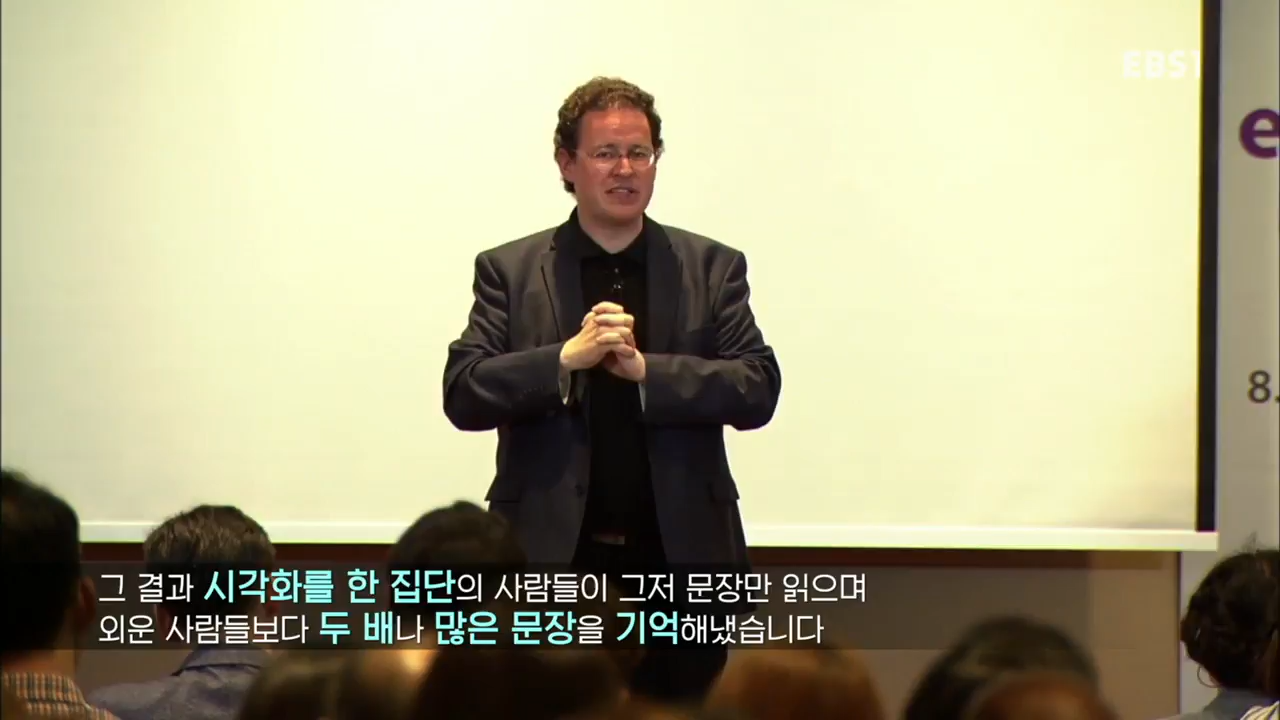 EBS1
e
8.
그 결과 시각화를 한 집단의 사람들이 그저 문장만 읽으며
외운 사람들보다 두 배나 많은 문장을 기억해냈습니다